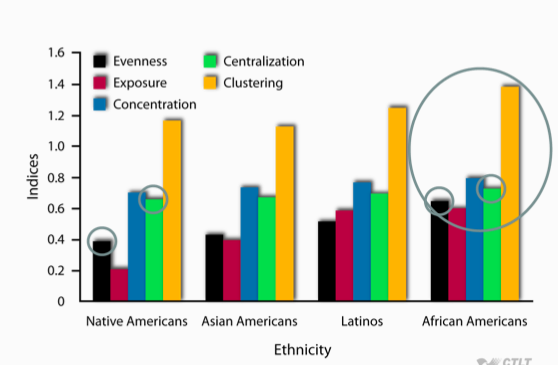 1.6
1.4
1.2
1.0
0.8
0.6
0.4
0.2
0
Indices
Evenness
Exposure
Concentration
Centralization
Clustering
Native Americans
Asian Americans
Latinos
African Americans
Ethnicity
CTLT